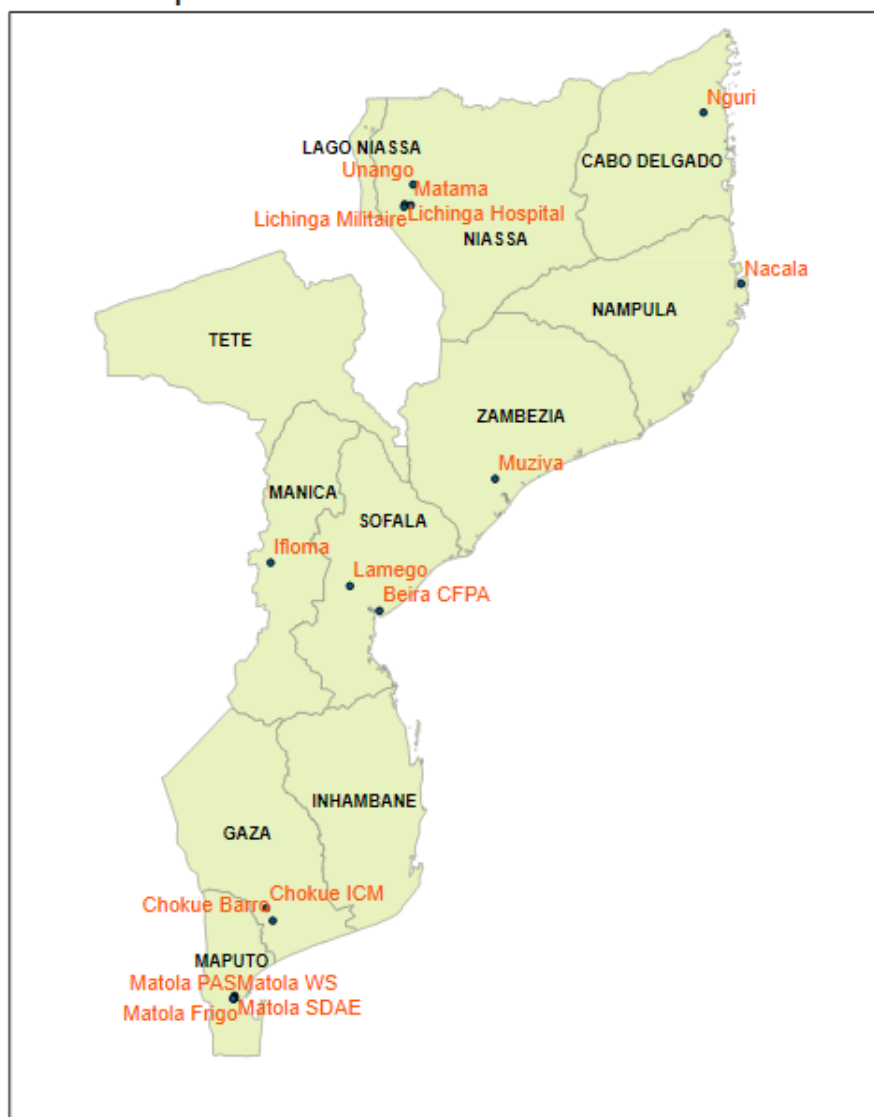 Nguri
LAGO NIASSA
CABO DELGADO
Unango
Matama
Lichinga Militaire
Lichinga Hospital
NIASSA
Nacala
NAMPULA
TETE
ZAMBEZIA
Muziva
MANICA
SOFALA
Ifloma
Lamego
Beira CFPA
INHAMBANE
GAZA
Chokue ICM
Chokue Barro
MAPUTO
Matola PAS
Matola WS
Matola Frigo
Matola SDAE